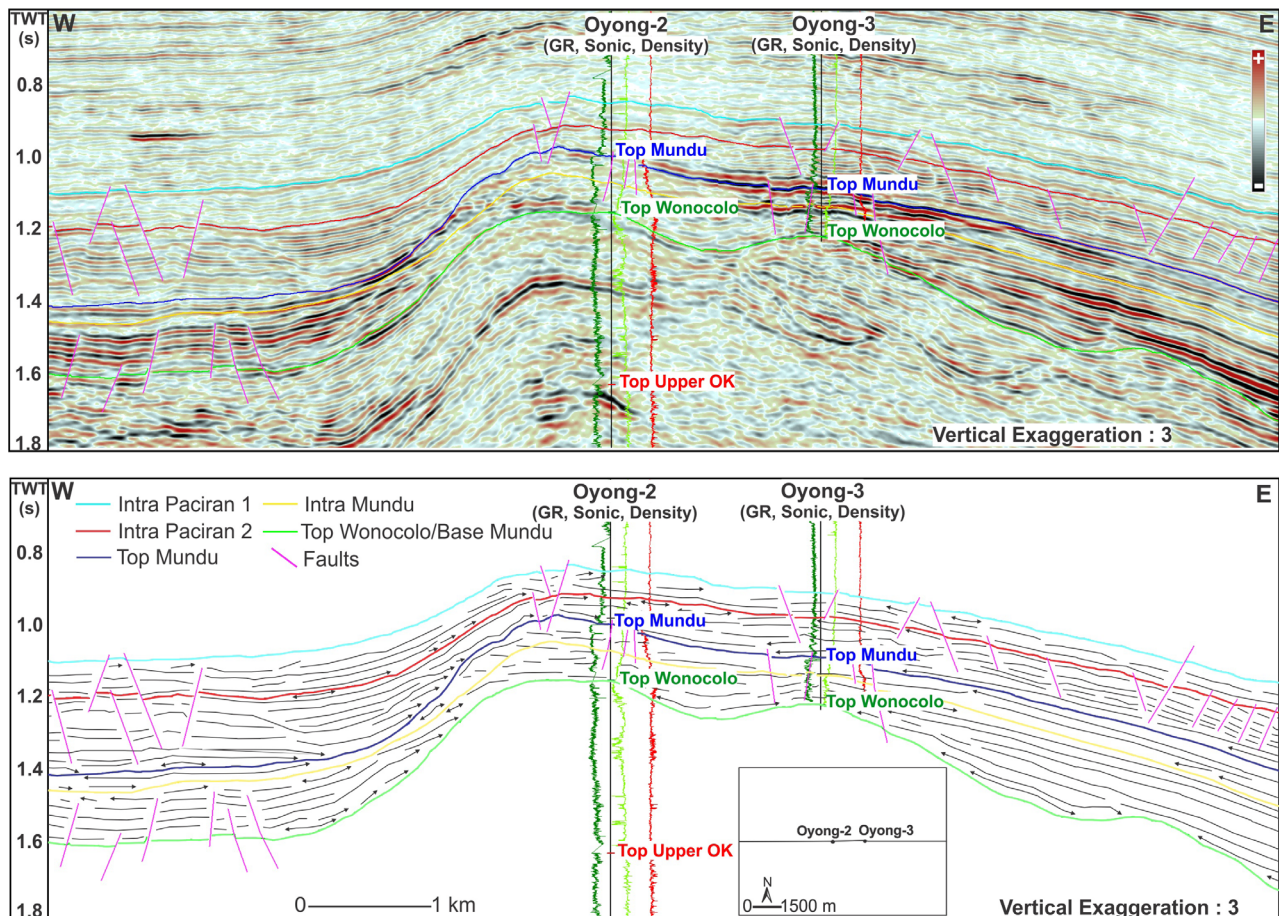 TWT
(s)
W
Oyong-2
(GR, Sonic, Density)
Oyong-3
(GR, Sonic, Density)
E
+
-
0.8
1.0
1.2
1.4
1.6
1.8
Top Mundu
Top Mundu
Top Wonocolo
Top Wonocolo
Top Upper OK
Vertical Exaggeration : 3
TWT
(s)
W
Oyong-2
(GR, Sonic, Density)
Oyong-3
(GR, Sonic, Density)
E
Intra Paciran 1
Intra Mundu
Intra Paciran 2
Top Wonocolo/Base Mundu
Top Mundu
Faults
0.8
1.0
1.2
1.4
1.6
1.8
Top Mundu
Top Mundu
Top Wonocolo
Top Wonocolo
Top Upper OK
Oyong-2
Oyong-3
N
0 1500 m
0 1 km
Vertical Exaggeration : 3